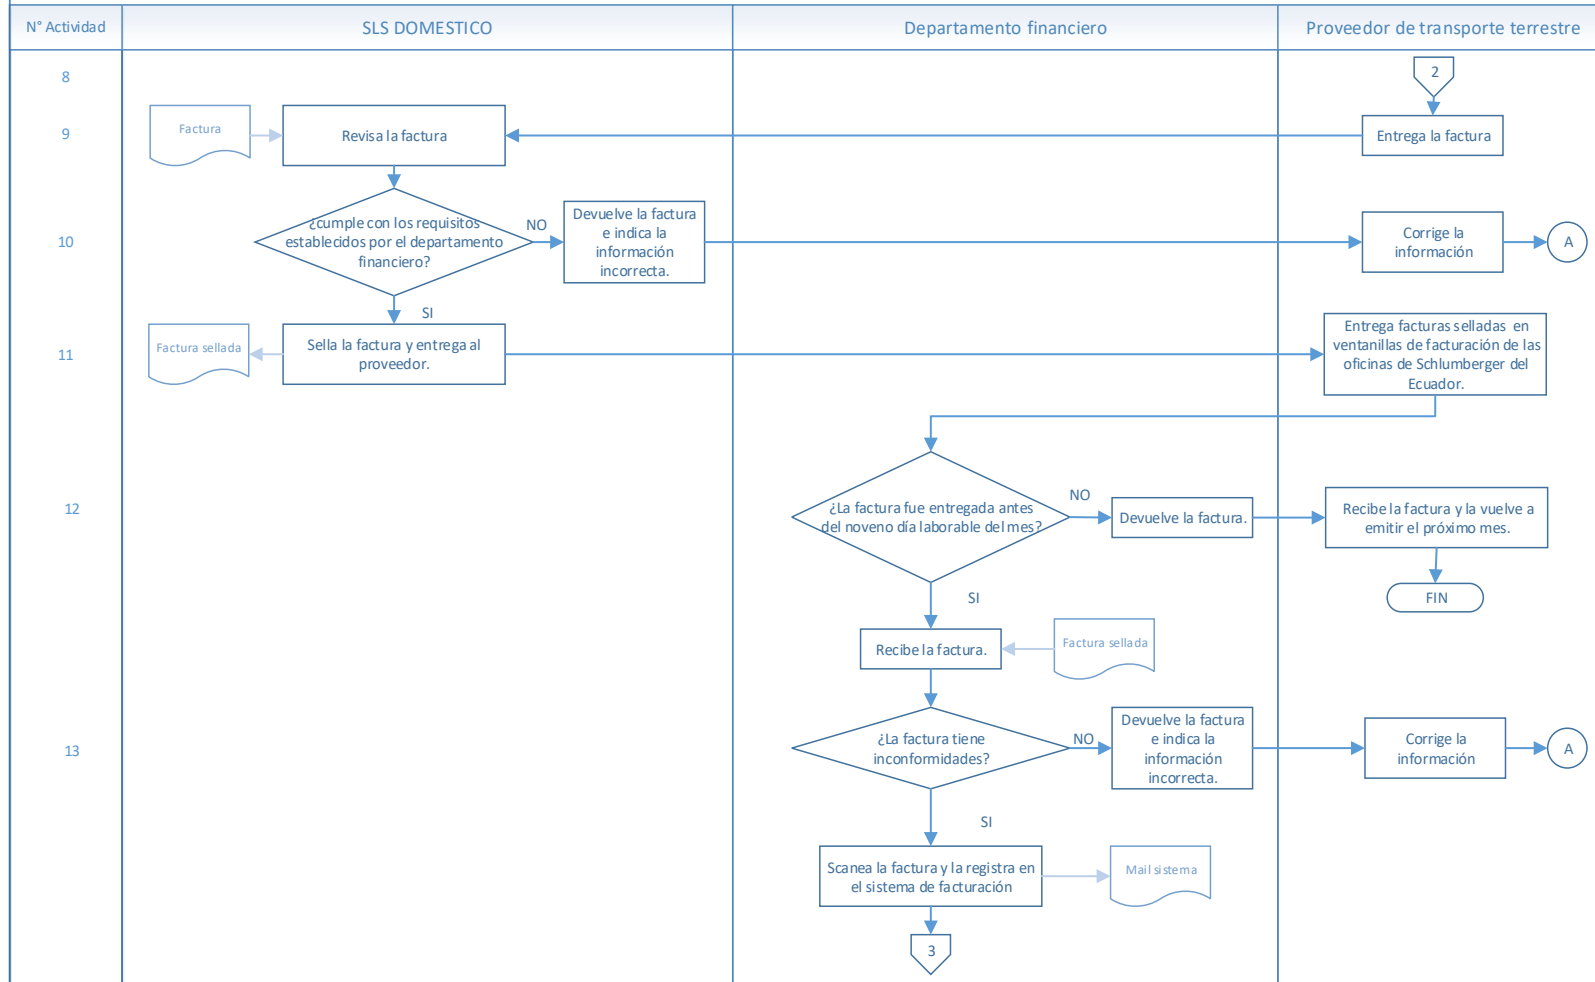 N° Actividad
SLS DOMESTICO
Departamento financiero
Proveedor de transporte terrestre
8
2
9
Factura
Revisa la factura
Entrega la factura
10
¿cumple con los requisitos
establecidos por el departamento
financiero?
NO
Devuelve la factura
e indica la
información
incorrecta.
Corrige la
información
A
SI
11
Factura sellada
Sella la factura y entrega al
proveedor.
Entrega facturas selladas en
ventanillas de facturación de las
oficinas de Schlumberger del
Ecuador.
12
¿La factura fue entregada antes
del noveno día laborable del mes?
NO
Devuelve la factura.
Recibe la factura y la vuelve a
emitir el próximo mes.
SI
FIN
Recibe la factura.
Factura sellada
13
¿La factura tiene
inconformidades?
NO
Devuelve la factura
e indica la
información
incorrecta.
Corrige la
información
A
SI
Scanea la factura y la registra en
el sistema de facturación
Mail sistema
3